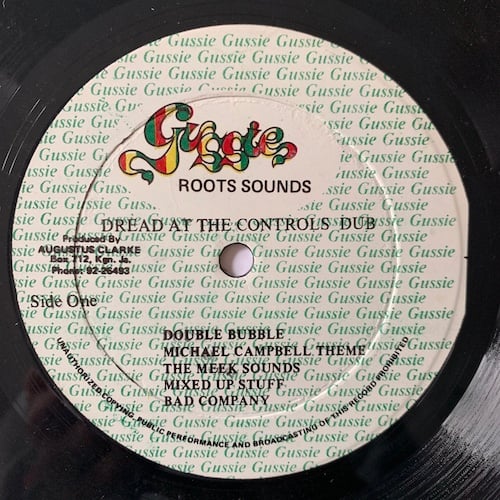 Gussie
ROOTS SOUNDS
DREAD AT THE CONTROLS DUB
Produced By
AUGUSTUS CLARKE
Box 712, Kgn. Ja.
Phone: 92-26493
Side One
DOUBLE BUBBLE
MICHAEL CAMPBELL THEME
THE MEEK SOUNDS
MIXED UP STUFF
BAD COMPANY
UNAUTHORIZED COPYING, PUBLIC PERFORMANCE AND BROADCASTING OF THIS RECORD PROHIBITED